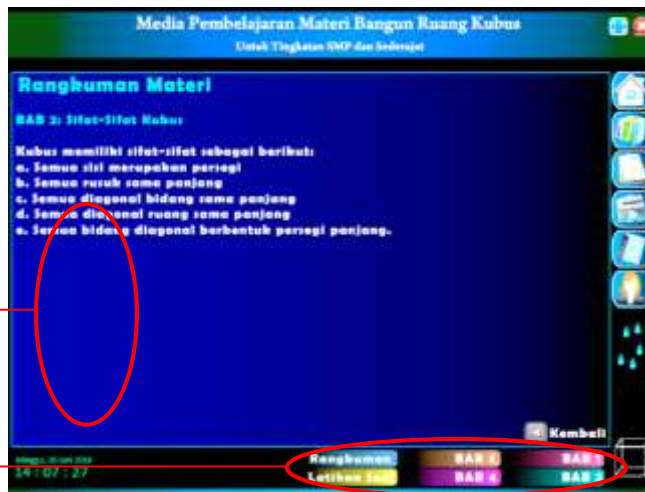 Media Pembelajaran Materi Bangun Ruang Kubus
Untuk Tingkatan SMP dan Sederajat
Rangkuman Materi
BAB 2: Sifat-Sifat Kubus
Kubus memiliki sifat-sifat sebagai berikut:
a. Semua sisi merupakan persegi
b. Semua rusuk sama panjang
c. Semua diagonal bidang sama panjang
d. Semua diagonal ruang sama panjang
e. Semua bidang diagonal berbentuk persegi panjang.
Kembali
14 : 07 : 27
Rangkuman BAB BAB
Latihan Soal BAB 4 BAB